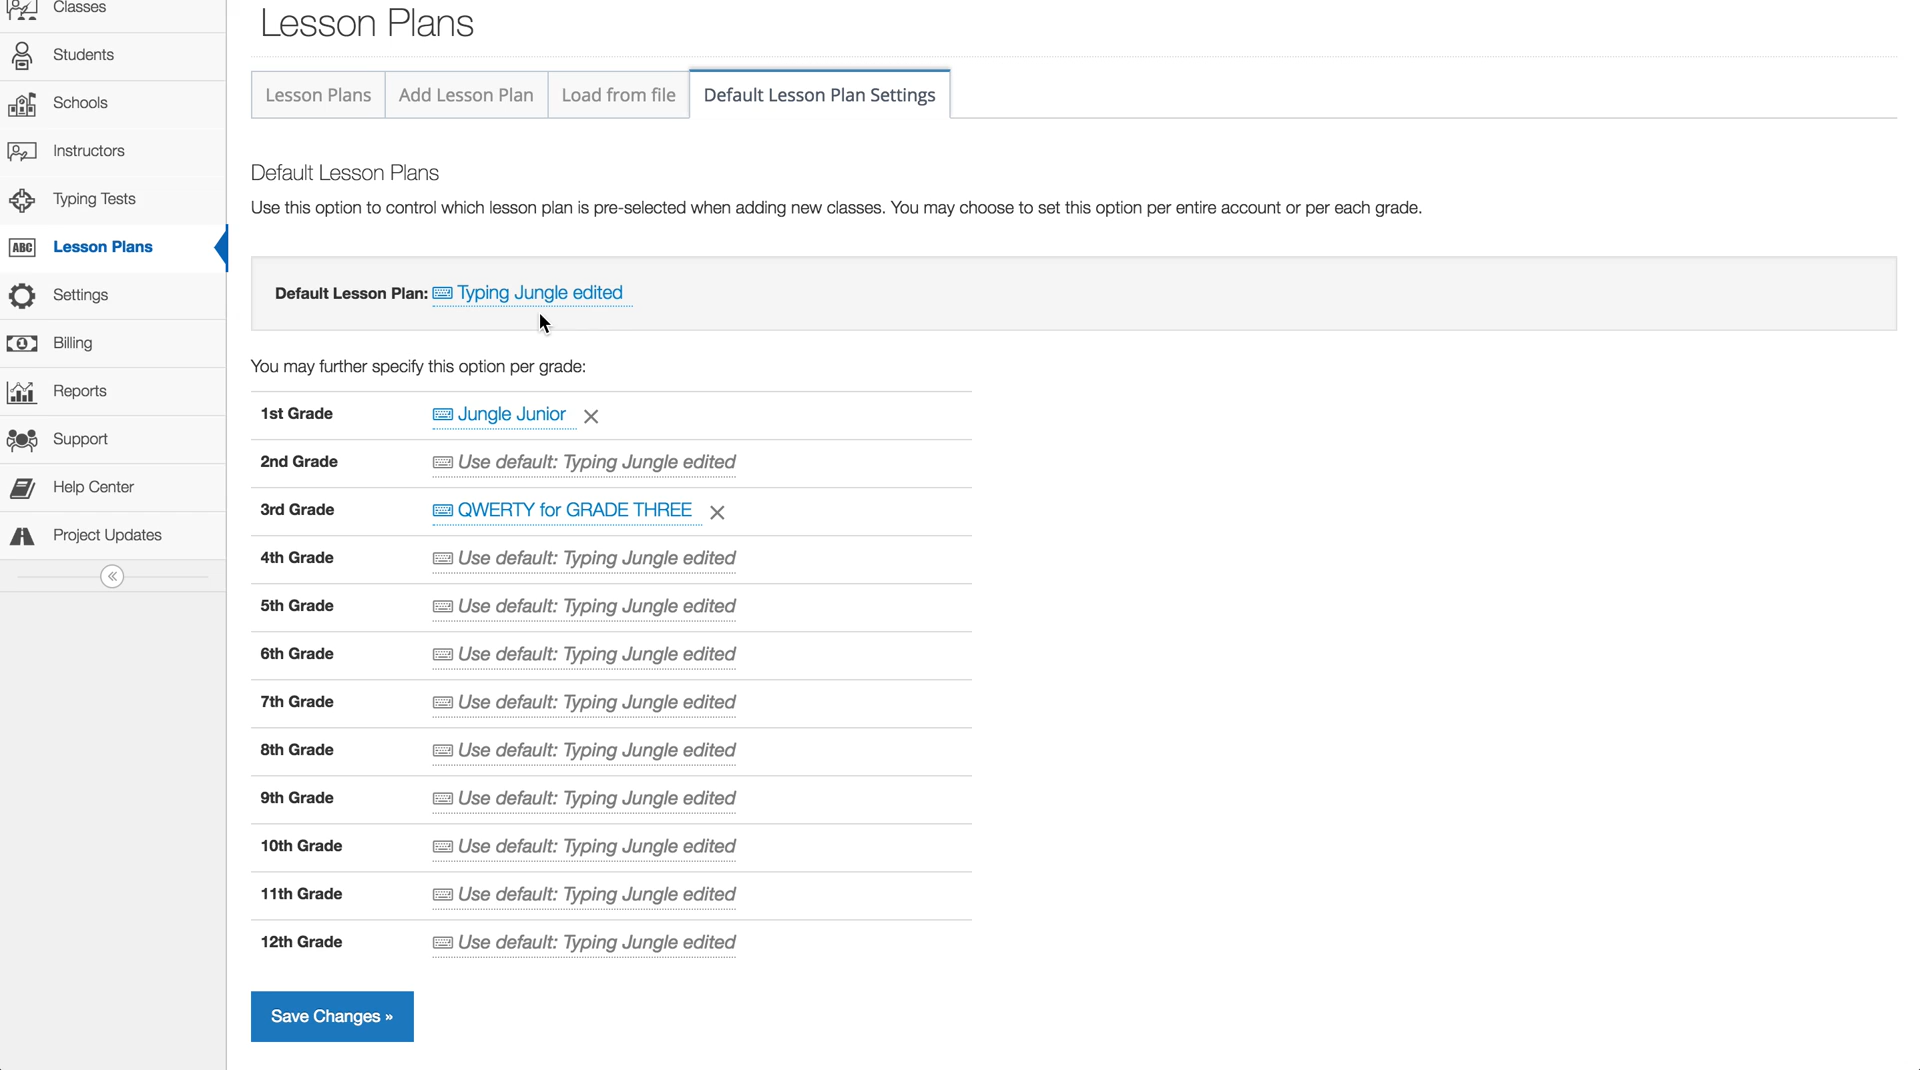 Classes
Students
Schools
Instructors
Typing Tests
ABC Lesson Plans
Settings
Billing
Reports
Support
Help Center
Project Updates
«
Lesson Plans
Lesson Plans Add Lesson Plan Load from file Default Lesson Plan Settings
Default Lesson Plans
Use this option to control which lesson plan is pre-selected when adding new classes. You may choose to set this option per entire account or per each grade.
Default Lesson Plan: Typing Jungle edited
You may further specify this option per grade:
1st Grade Jungle Junior
2nd Grade Use default: Typing Jungle edited
3rd Grade QWERTY for GRADE THREE
4th Grade Use default: Typing Jungle edited
5th Grade Use default: Typing Jungle edited
6th Grade Use default: Typing Jungle edited
7th Grade Use default: Typing Jungle edited
8th Grade Use default: Typing Jungle edited
9th Grade Use default: Typing Jungle edited
10th Grade Use default: Typing Jungle edited
11th Grade Use default: Typing Jungle edited
12th Grade Use default: Typing Jungle edited
Save Changes »